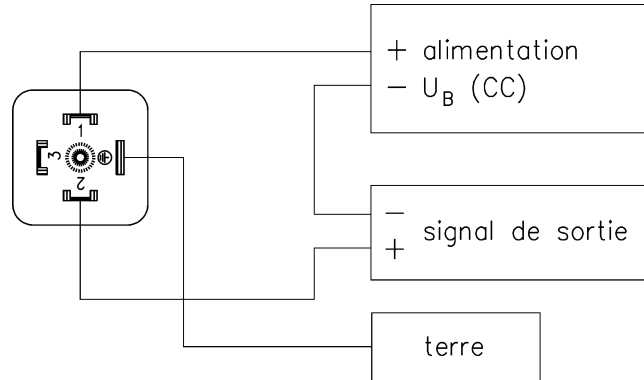 + alimentation
− U_B (CC)
1
3
2
−
+ signal de sortie
terre